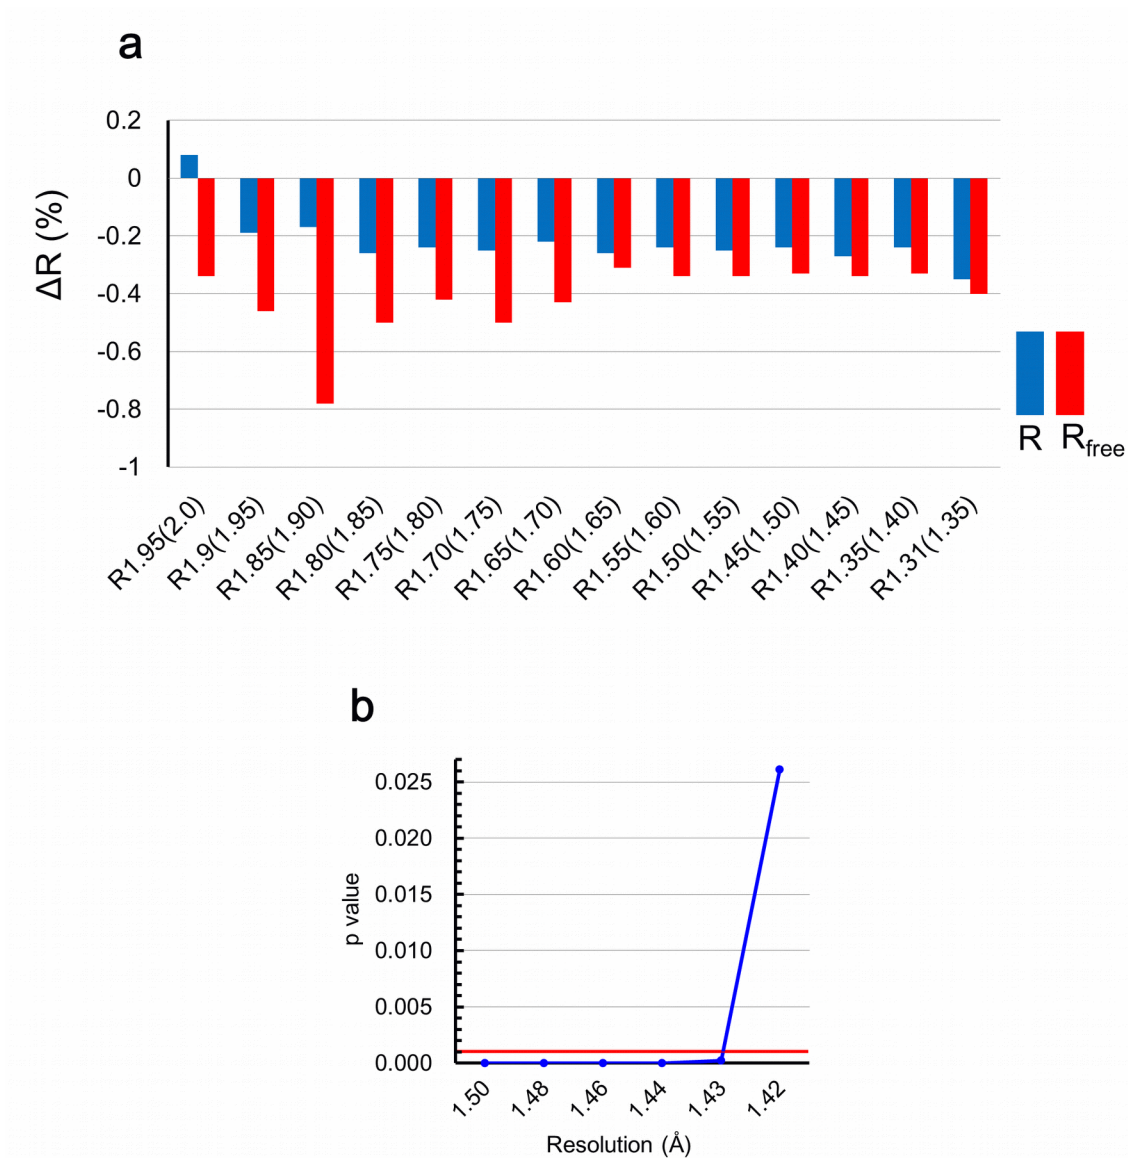 a
ΔR (%)
0.2
0
-0.2
-0.4
-0.6
-0.8
-1
R1.95(2.0)
R1.9(1.95)
R1.85(1.90)
R1.80(1.85)
R1.75(1.80)
R1.70(1.75)
R1.65(1.70)
R1.60(1.65)
R1.55(1.60)
R1.50(1.55)
R1.45(1.50)
R1.40(1.45)
R1.35(1.40)
R1.31(1.35)
R Rfree
b
p value
0.025
0.020
0.015
0.010
0.005
0.000
1.50
1.48
1.46
1.44
1.43
1.42
Resolution (Å)